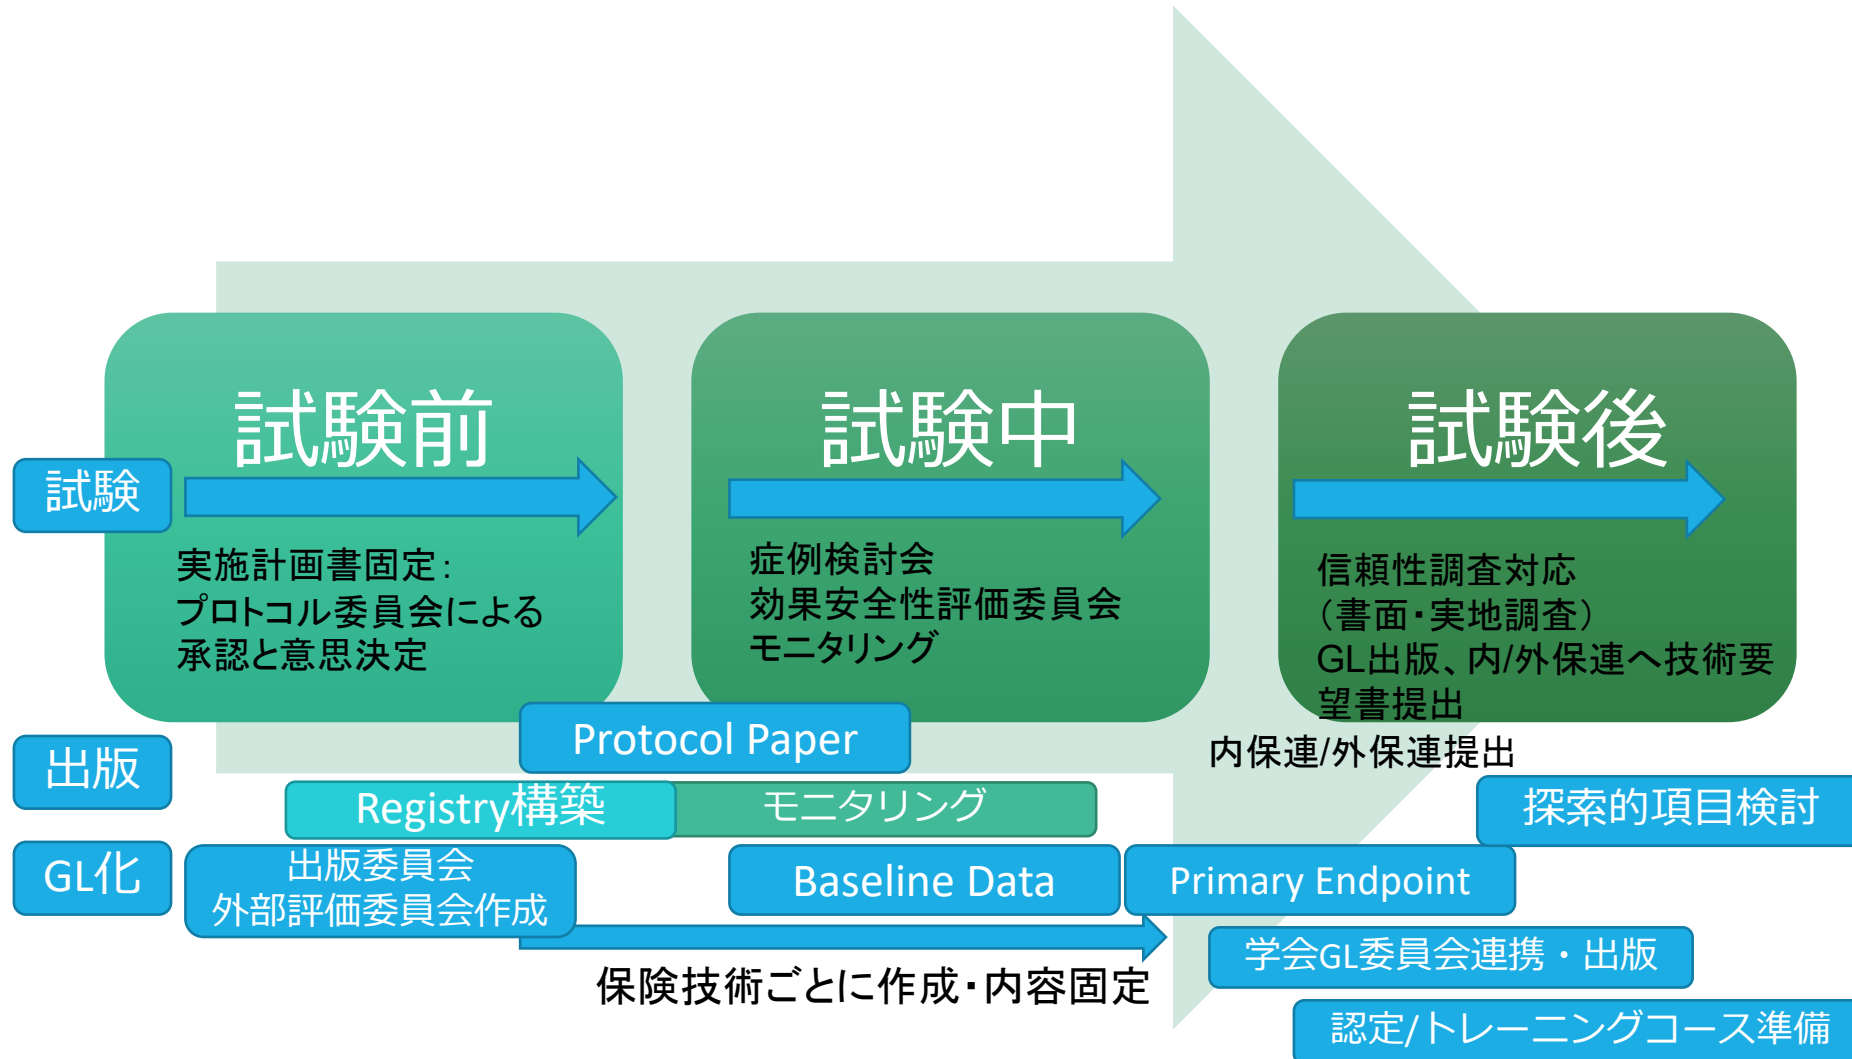 試験前
試験中
試験後
試験
実施計画書固定：
プロトコル委員会による
承認と意思決定
症例検討会
効果安全性評価委員会
モニタリング
信頼性調査対応
（書面・実地調査）
GL出版、内/外保連へ技術要
望書提出
Protocol Paper
出版
内保連/外保連提出
Registry構築
モニタリング
探索的項目検討
GL化
出版委員会
外部評価委員会作成
Baseline Data
Primary Endpoint
学会GL委員会連携・出版
保険技術ごとに作成・内容固定
認定/トレーニングコース準備